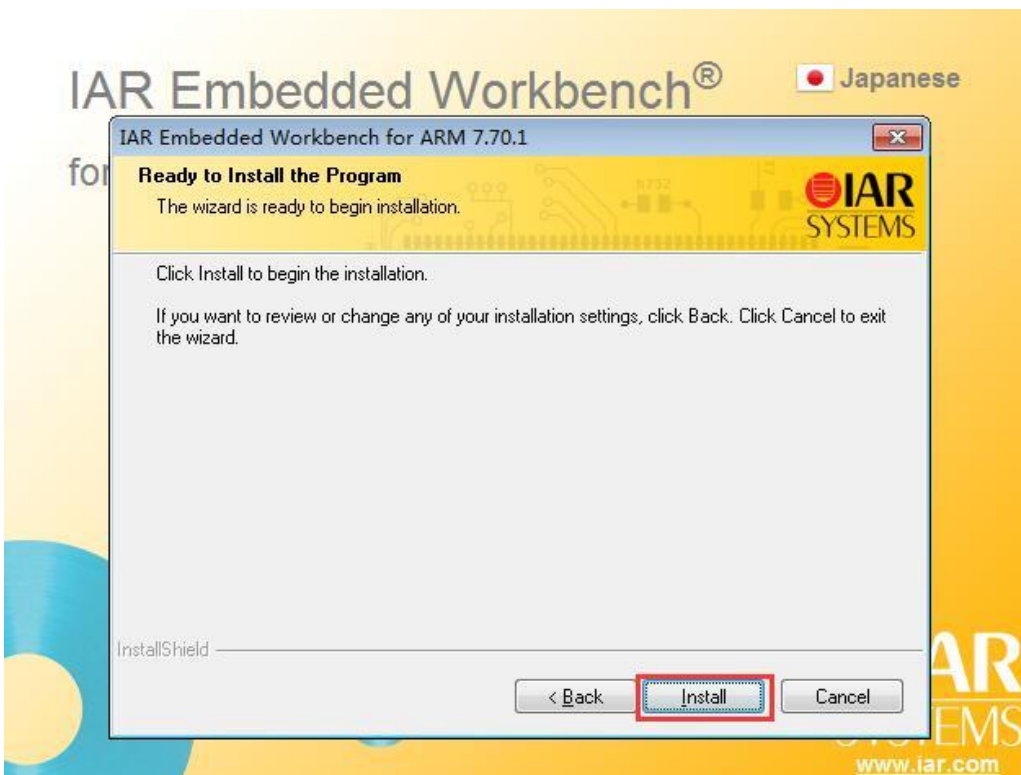 IAR Embedded Workbench®
Japanese
IAR Embedded Workbench for ARM 7.70.1
for
Ready to Install the Program
The wizard is ready to begin installation.
IAR
SYSTEMS
Click Install to begin the installation.
If you want to review or change any of your installation settings, click Back. Click Cancel to exit
the wizard.
InstallShield
< Back
Install
Cancel
AR
EMS
www.iar.com